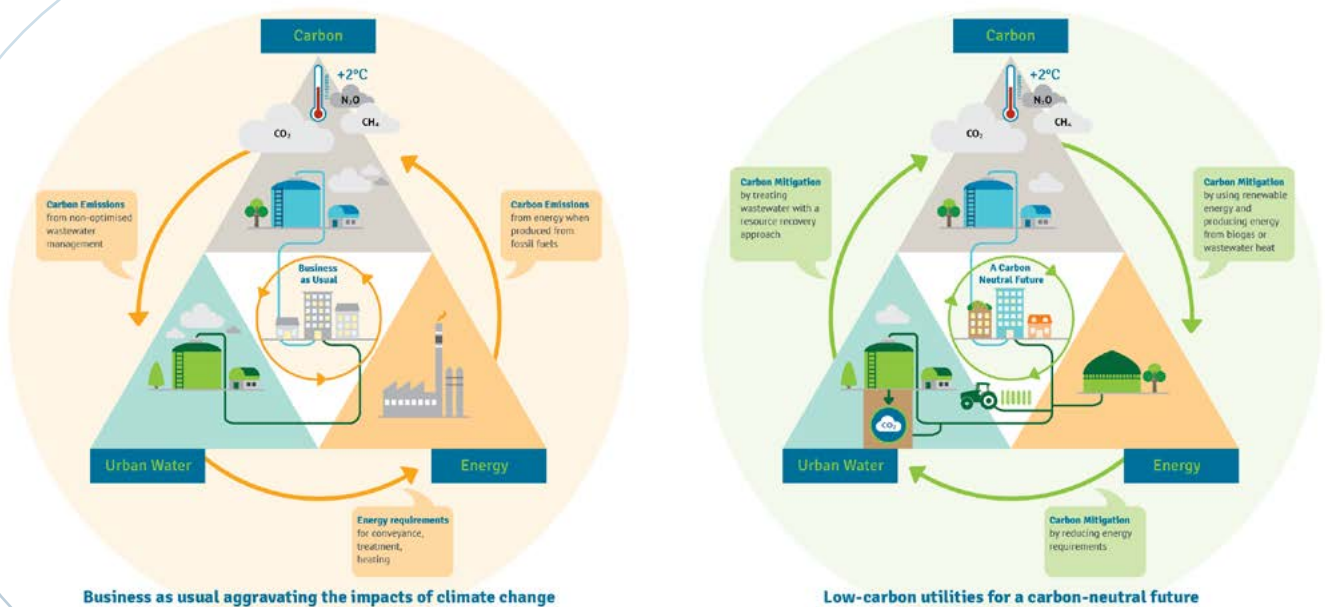 Carbon
+2°C
N₂O
CH₄
CO₂
Carbon Emissions
from non-optimised
wastewater
management
Carbon Emissions
from energy when
produced from
fossil fuels
Business
as Usual
Urban Water
Energy
Energy requirements
for conveyance,
treatment,
heating
Business as usual aggravating the impacts of climate change
Carbon
+2°C
N₂O
CH₄
CO₂
Carbon Mitigation
by treating
wastewater with a
resource recovery
approach
Carbon Mitigation
by using renewable
energy and
producing energy
from biogas or
wastewater heat
A Carbon
Neutral Future
CO₂
Urban Water
Energy
Carbon Mitigation
by reducing energy
requirements
Low-carbon utilities for a carbon-neutral future